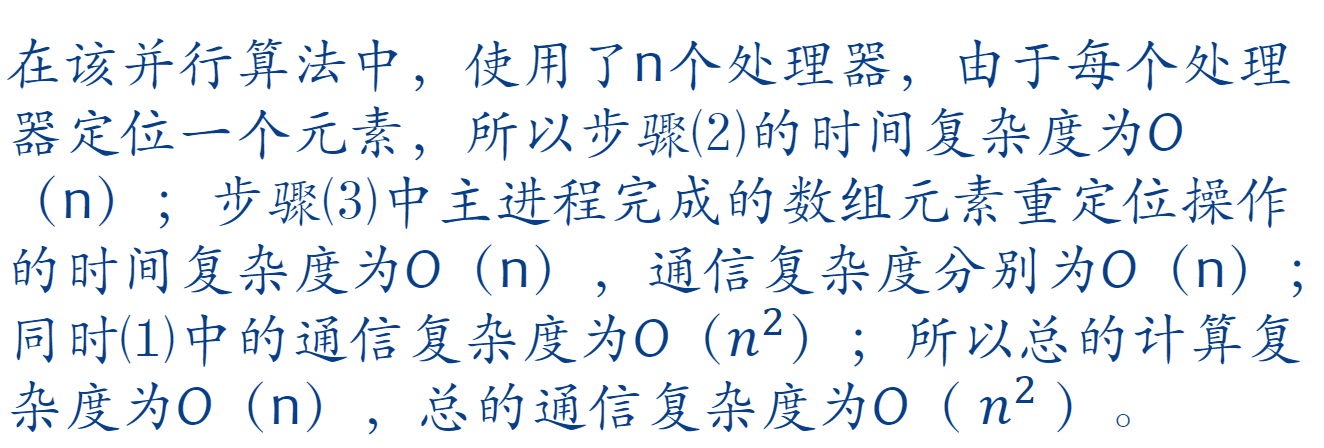 在该并行算法中，使用了n个处理器，由于每个处理
器定位一个元素，所以步骤(2)的时间复杂度为O
（n）；步骤(3)中主进程完成的数组元素重定位操作
的时间复杂度为O（n），通信复杂度分别为O（n）；
同时(1)中的通信复杂度为O（n²）；所以总的计算复
杂度为O（n），总的通信复杂度为O（n²）。